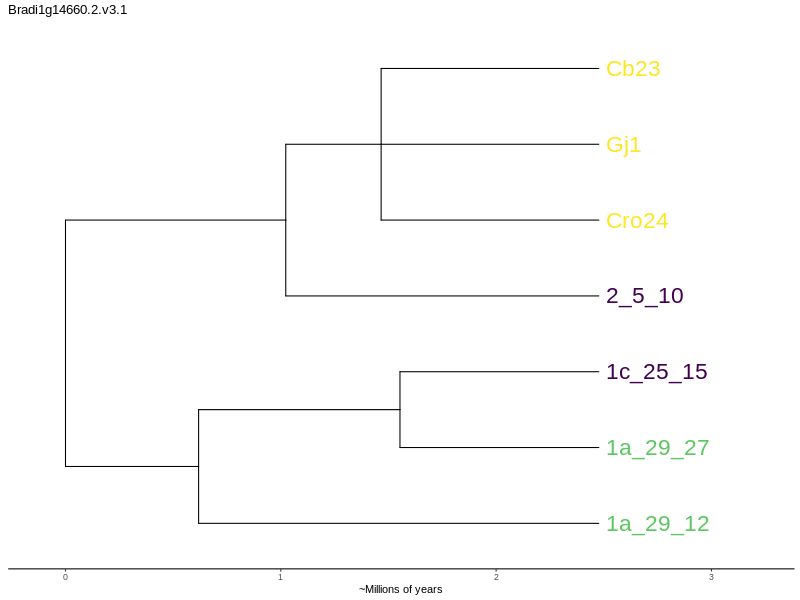 Bradi1g14660.2.v3.1
Cb23
Gj1
Cro24
2_5_10
1c_25_15
1a_29_27
1a_29_12
0 1 2 3
~Millions of years